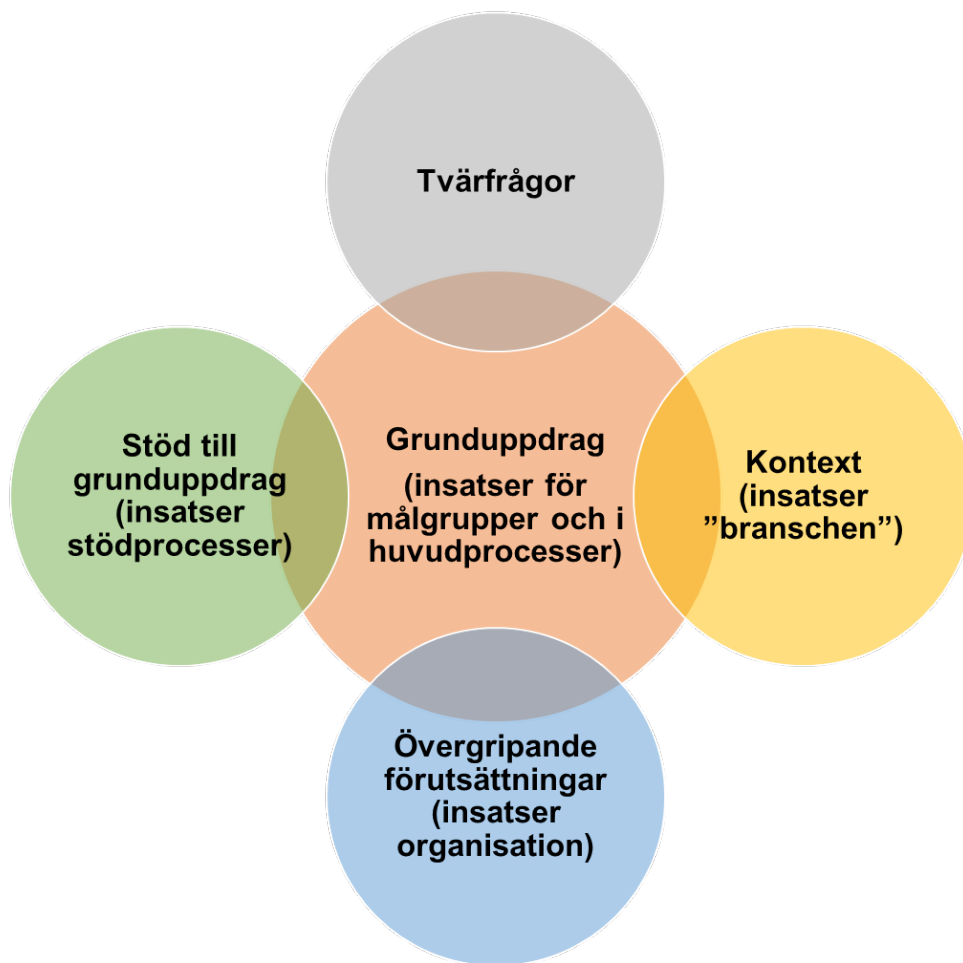 Tvärfrågor
Stöd till
grunduppdrag
(insatser
stödprocesser)
Grunduppdrag
(insatser för
målgrupper och i
huvudprocesser)
Kontext
(insatser
”branschen”)
Övergripande
förutsättningar
(insatser
organisation)